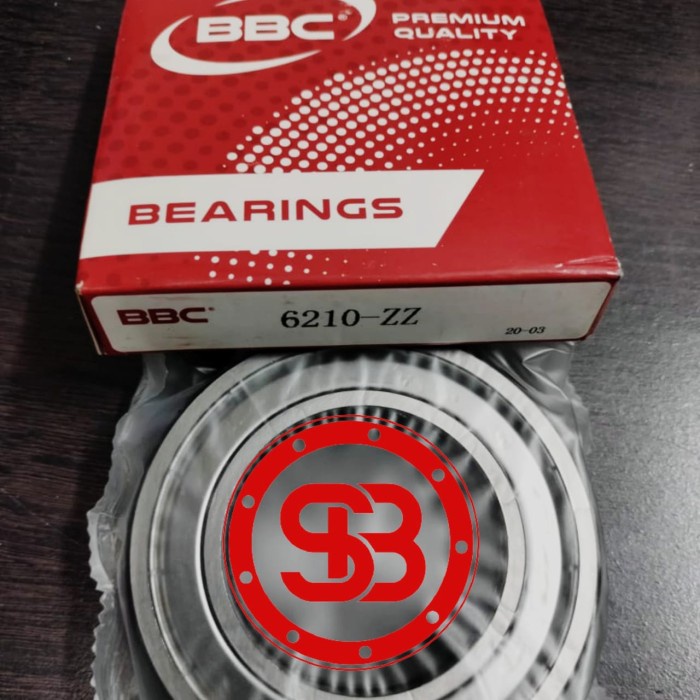 BBC®
PREMIUM
QUALITY
BEARINGS
BBC®
6210-ZZ
20-03
SB